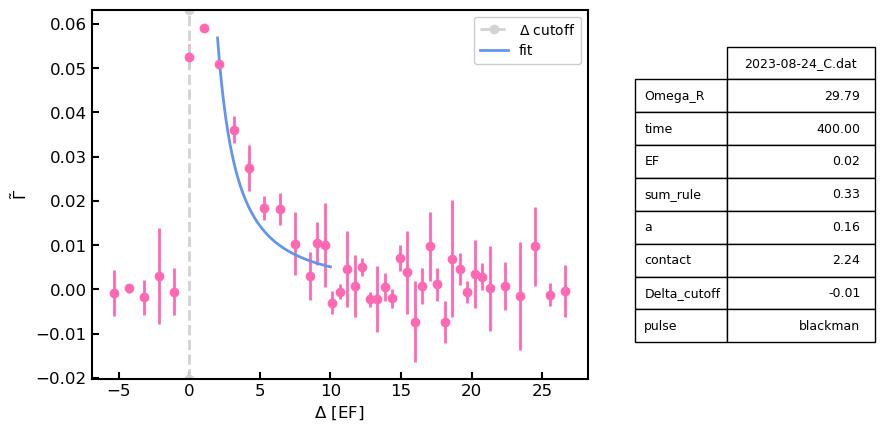 0.06
0.05
0.04
0.03
0.02
0.01
0.00
−0.01
−0.02
Γ̃
−5
0
5
10
15
20
25
Δ [EF]
Δ cutoff
fit
2023-08-24_C.dat
Omega_R 29.79
time 400.00
EF 0.02
sum_rule 0.33
a 0.16
contact 2.24
Delta_cutoff -0.01
pulse blackman